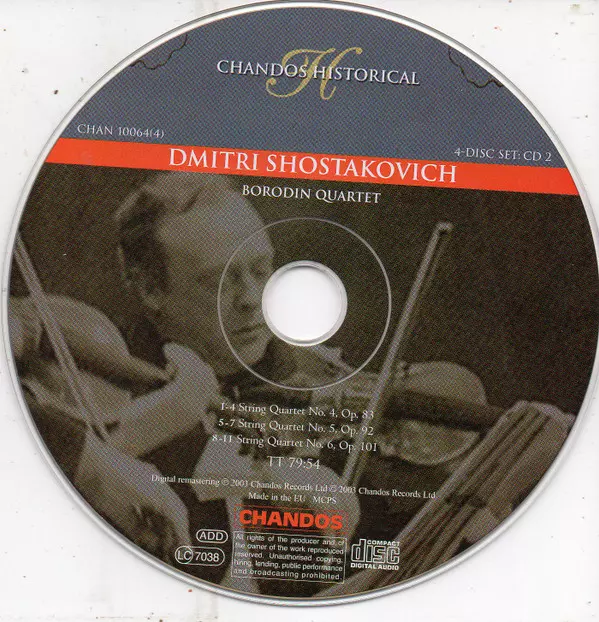 H
CHANDOS HISTORICAL
CHAN 10064(4)
4-DISC SET: CD 2
DMITRI SHOSTAKOVICH
BORODIN QUARTET
1-4 String Quartet No. 4, Op. 83
5-7 String Quartet No. 5, Op. 92
8-11 String Quartet No. 6, Op. 101
TT 79:54
Digital remastering ℗ 2003 Chandos Records Ltd © 2003 Chandos Records Ltd
Made in the EU MCPS
CHANDOS
ADD
LC 7038
All rights of the producer and of
the owner of the work reproduced
reserved. Unauthorised copying,
hiring, lending, public performance
and broadcasting prohibited.
COMPACT
disc
DIGITAL AUDIO